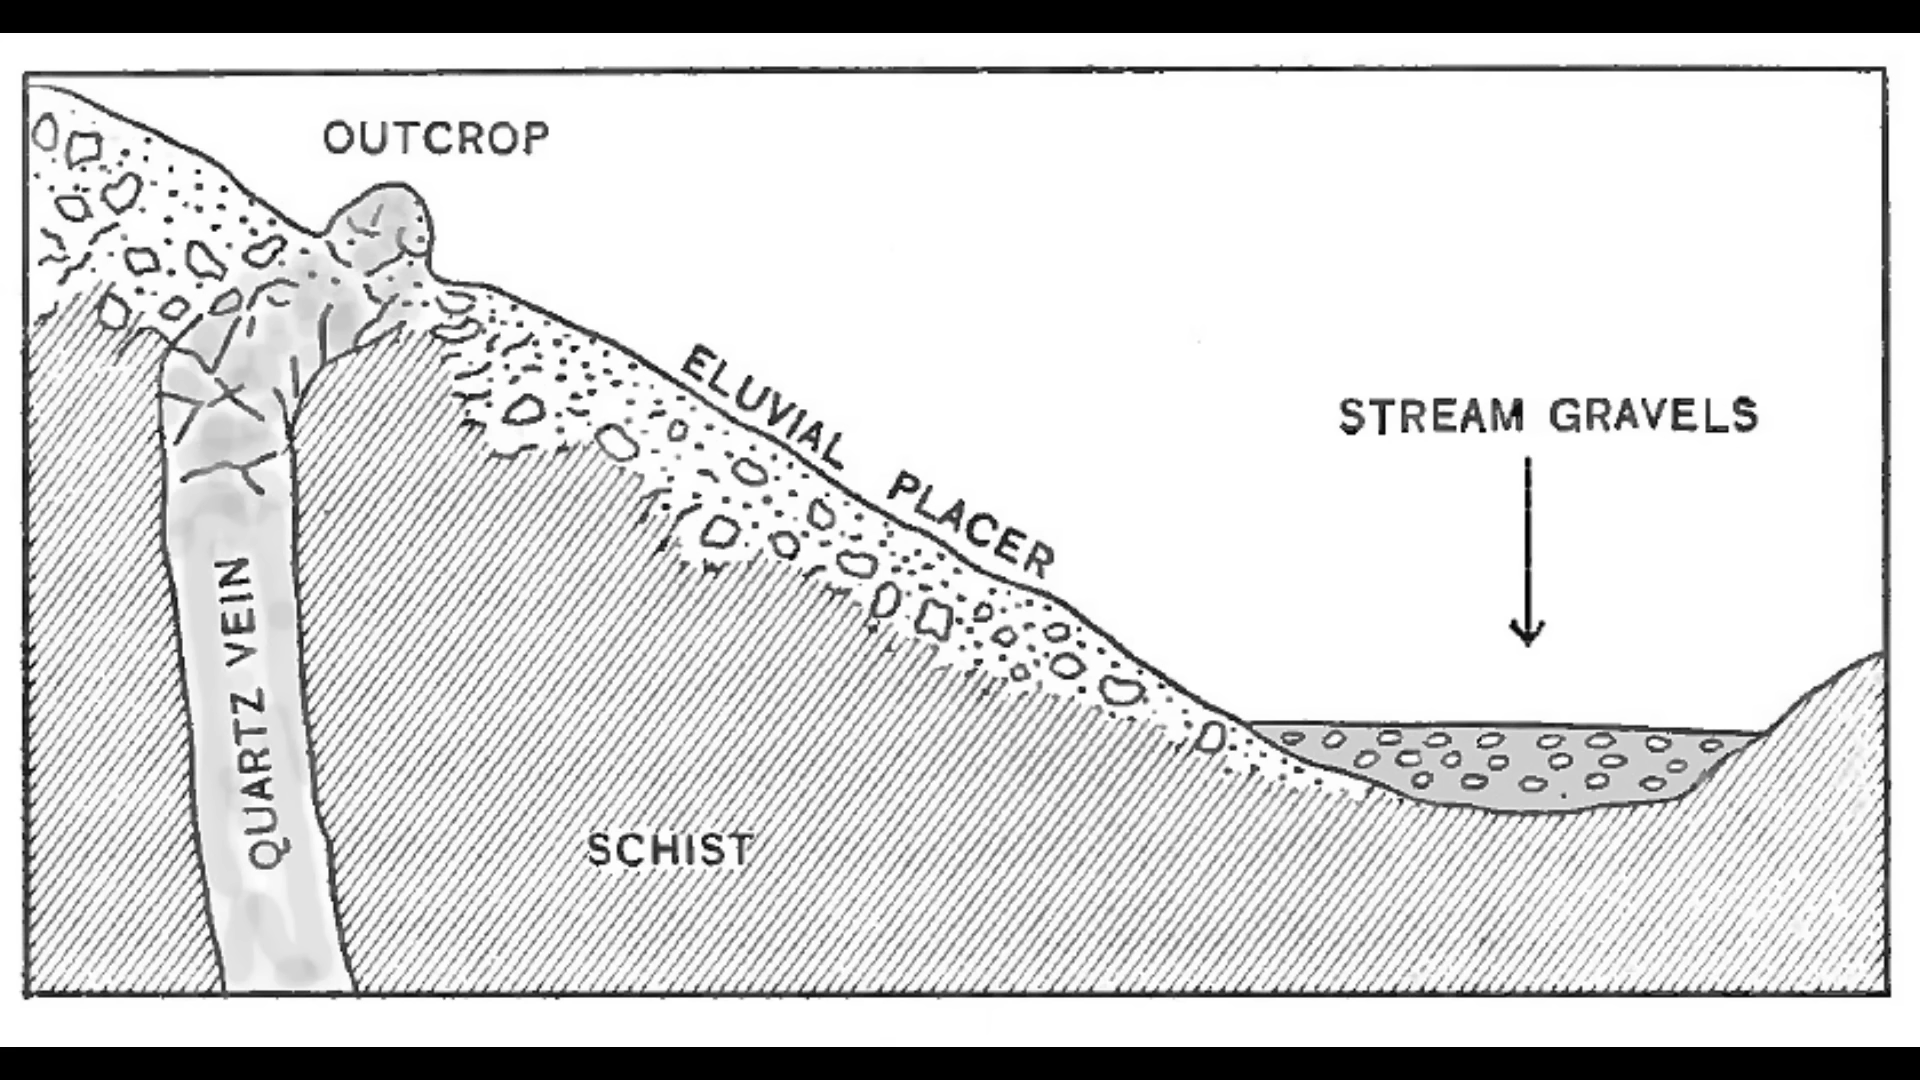 OUTCROP
ELUVIAL PLACER
STREAM GRAVELS
QUARTZ VEIN
SCHIST